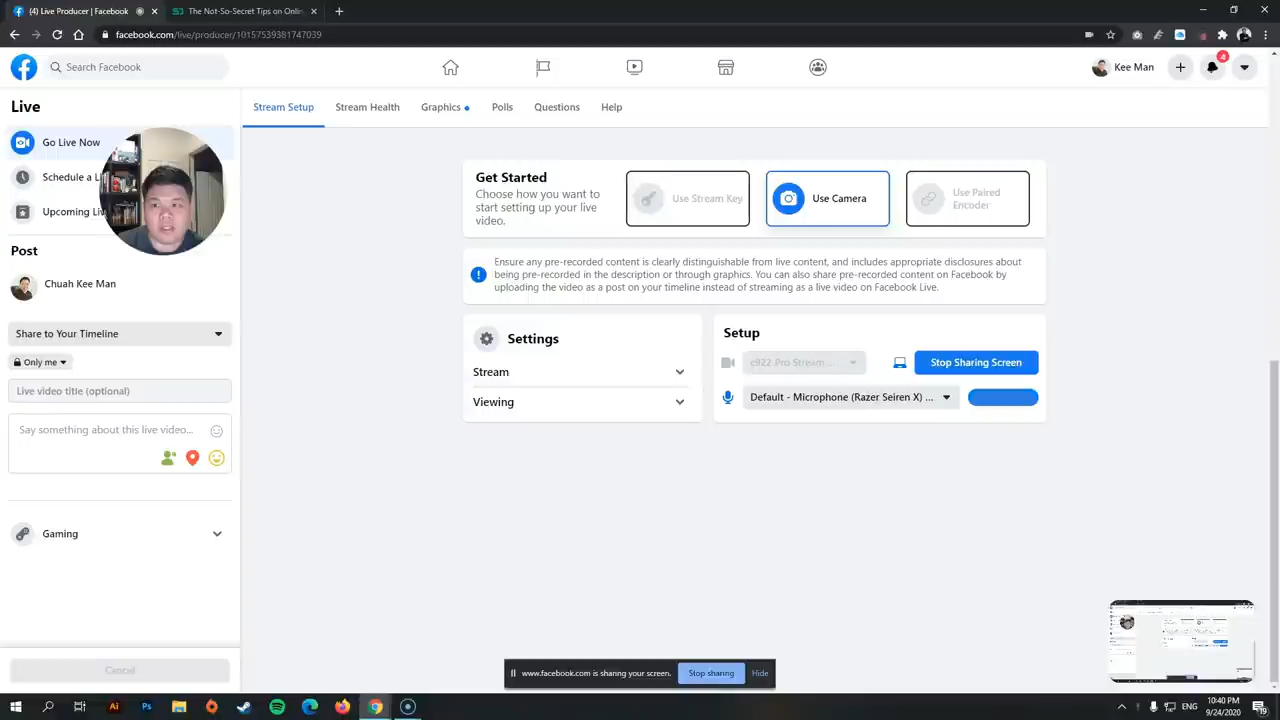 (4) Live Producer | Facebook
The Not-So-Secret Tips on Onlin
facebook.com/live/producer/10157539381747039
Search Facebook
Kee Man
4
Live
Stream Setup
Stream Health
Graphics
Polls
Questions
Help
Go Live Now
Schedule a L
Upcoming Liv
Post
Chuah Kee Man
Share to Your Timeline
Only me
Live video title (optional)
Say something about this live video...
Gaming
Cancel
Get Started
Choose how you want to
start setting up your live
video.
Use Stream Key
Use Camera
Use Paired
Encoder
Ensure any pre-recorded content is clearly distinguishable from live content, and includes appropriate disclosures about
being pre-recorded in the description or through graphics. You can also share pre-recorded content on Facebook by
uploading the video as a post on your timeline instead of streaming as a live video on Facebook Live.
Settings
Stream
Viewing
Setup
c922 Pro Stream ...
Stop Sharing Screen
Default - Microphone (Razer Seiren X) ...
www.facebook.com is sharing your screen.
Stop sharing
Hide
Ai
Ps
ENG
10:40 PM
9/24/2020
19